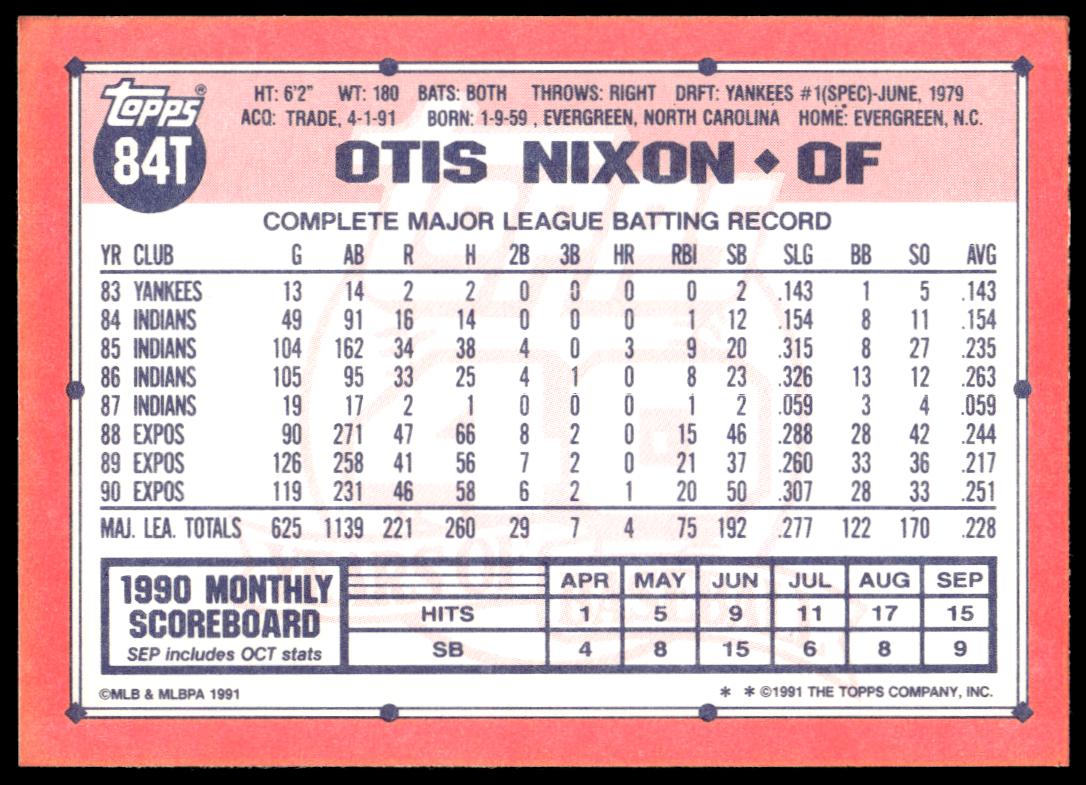 Topps®
84T
HT: 6'2" WT: 180 BATS: BOTH THROWS: RIGHT DRFT: YANKEES #1(SPEC)-JUNE, 1979
ACQ: TRADE, 4-1-91 BORN: 1-9-59 , EVERGREEN, NORTH CAROLINA HOME: EVERGREEN, N.C.
OTIS NIXON ◆ OF
COMPLETE MAJOR LEAGUE BATTING RECORD
YR CLUB G AB R H 2B 3B HR RBI SB SLG BB SO AVG
83 YANKEES 13 14 2 2 0 0 0 0 2 .143 1 5 .143
84 INDIANS 49 91 16 14 0 0 0 1 12 .154 8 11 .154
85 INDIANS 104 162 34 38 4 0 3 9 20 .315 8 27 .235
86 INDIANS 105 95 33 25 4 1 0 8 23 .326 13 12 .263
87 INDIANS 19 17 2 1 0 0 0 1 2 .059 3 4 .059
88 EXPOS 90 271 47 66 8 2 0 15 46 .288 28 42 .244
89 EXPOS 126 258 41 56 7 2 0 21 37 .260 33 36 .217
90 EXPOS 119 231 46 58 6 2 1 20 50 .307 28 33 .251
MAJ. LEA. TOTALS 625 1139 221 260 29 7 4 75 192 .277 122 170 .228
1990 MONTHLY
SCOREBOARD
SEP includes OCT stats
APR MAY JUN JUL AUG SEP
HITS 1 5 9 11 17 15
SB 4 8 15 6 8 9
©MLB & MLBPA 1991
* * ©1991 THE TOPPS COMPANY, INC.